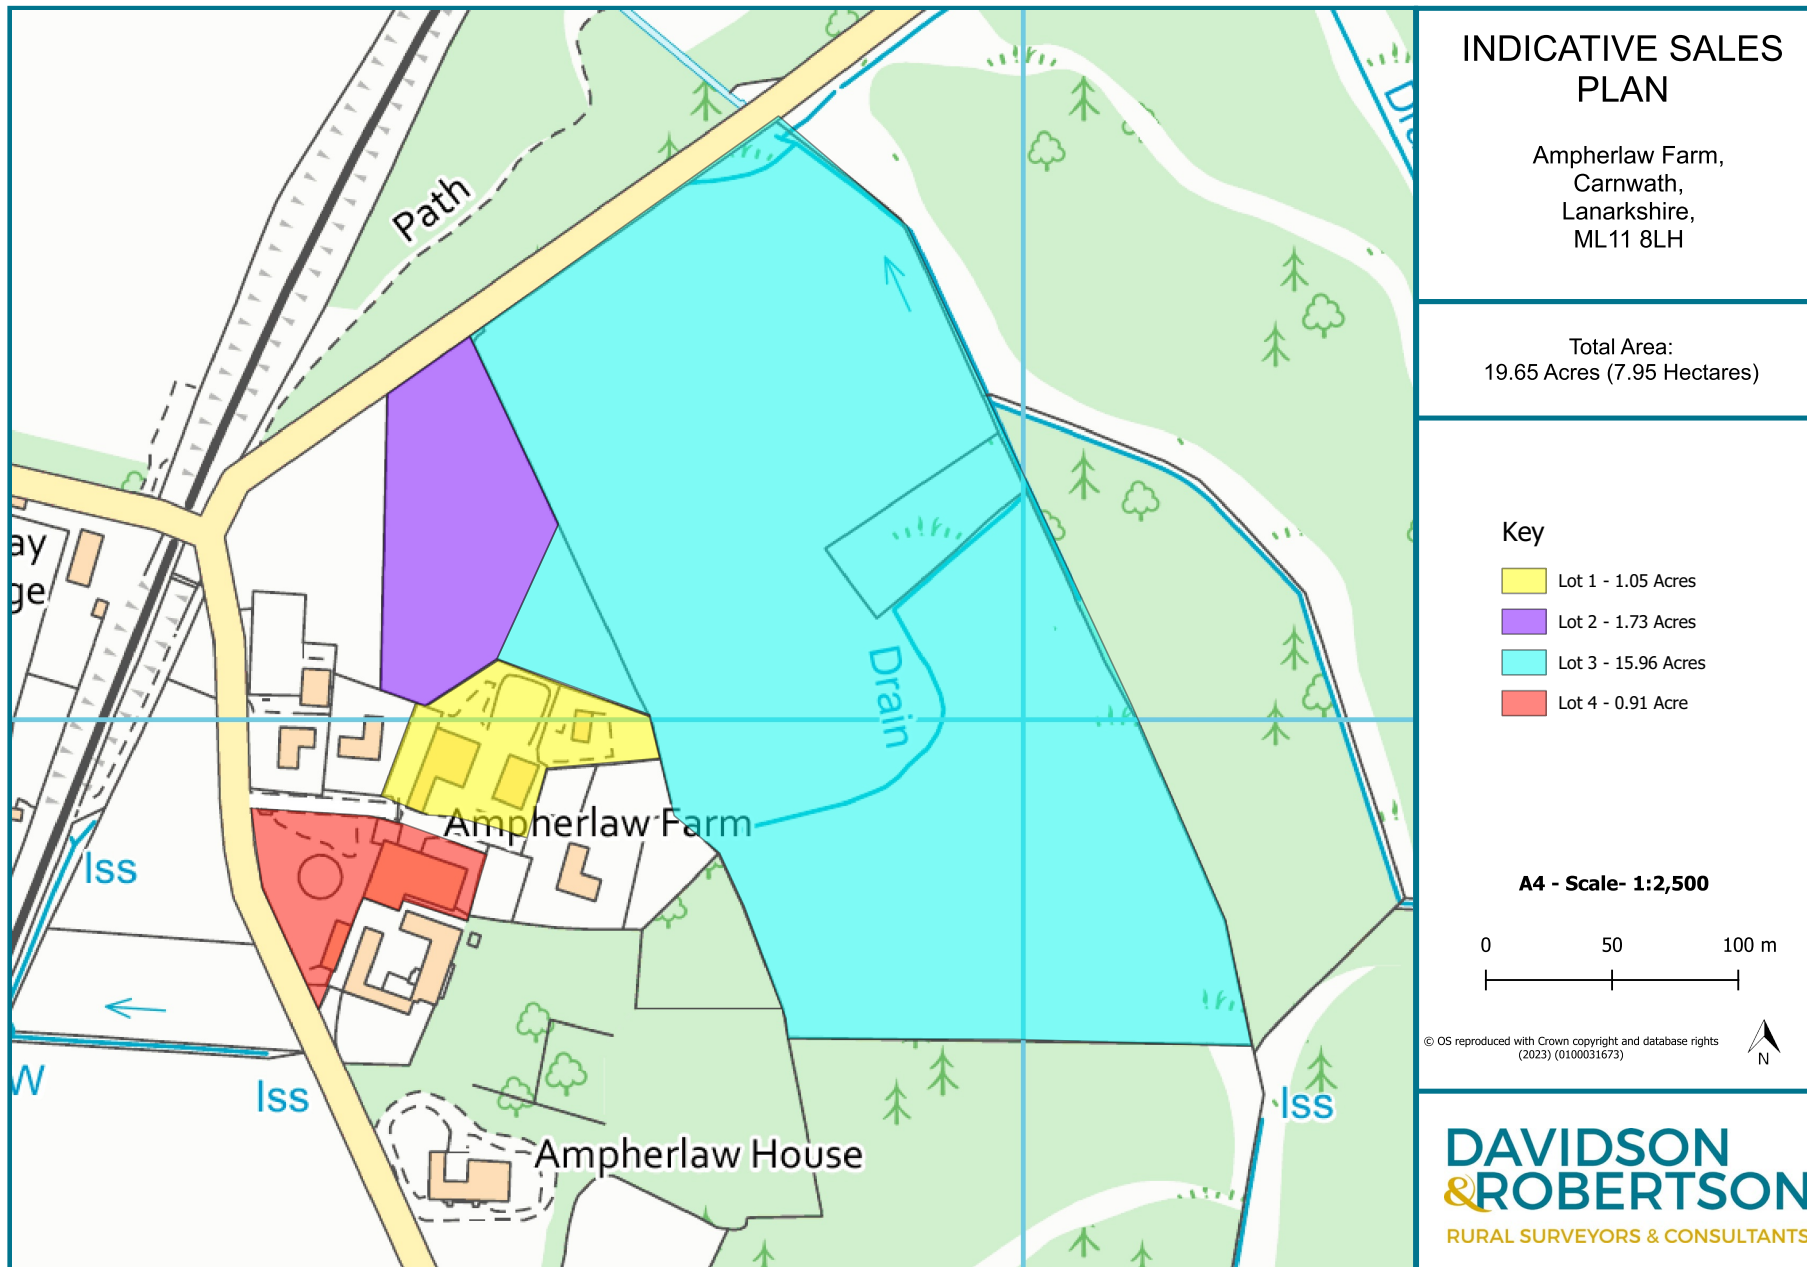 INDICATIVE SALES
PLAN
Ampherlaw Farm,
Carnwath,
Lanarkshire,
ML11 8LH
Total Area:
19.65 Acres (7.95 Hectares)
Key
Lot 1 - 1.05 Acres
Lot 2 - 1.73 Acres
Lot 3 - 15.96 Acres
Lot 4 - 0.91 Acre
A4 - Scale- 1:2,500
0 50 100 m
© OS reproduced with Crown copyright and database rights
(2023) (0100031673)
N
DAVIDSON
&ROBERTSON
RURAL SURVEYORS & CONSULTANTS
Path
Drain
Ampherlaw Farm
Iss
Iss
W
Iss
Ampherlaw House